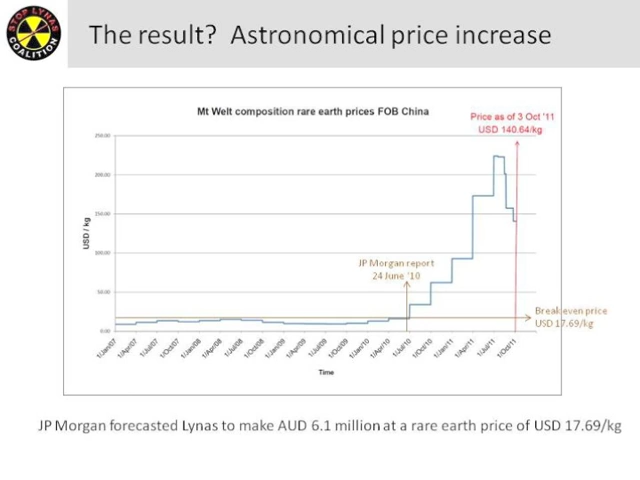 STOP LYNAS
COALITION
The result? Astronomical price increase
Mt Welt composition rare earth prices FOB China
Price as of 3 Oct '11
USD 140.64/kg
250.00
200.00
150.00
100.00
50.00
0.00
USD / kg
JP Morgan report
24 June '10
Breakeven price
USD 17.69/kg
1/Jan/07
1/Apr/07
1/Jul/07
1/Oct/07
1/Jan/08
1/Apr/08
1/Jul/08
1/Oct/08
1/Jan/09
1/Apr/09
1/Jul/09
1/Oct/09
1/Jan/10
1/Apr/10
1/Jul/10
1/Oct/10
1/Jan/11
1/Apr/11
1/Jul/11
1/Oct/11
Time
JP Morgan forecasted Lynas to make AUD 6.1 million at a rare earth price of USD 17.69/kg